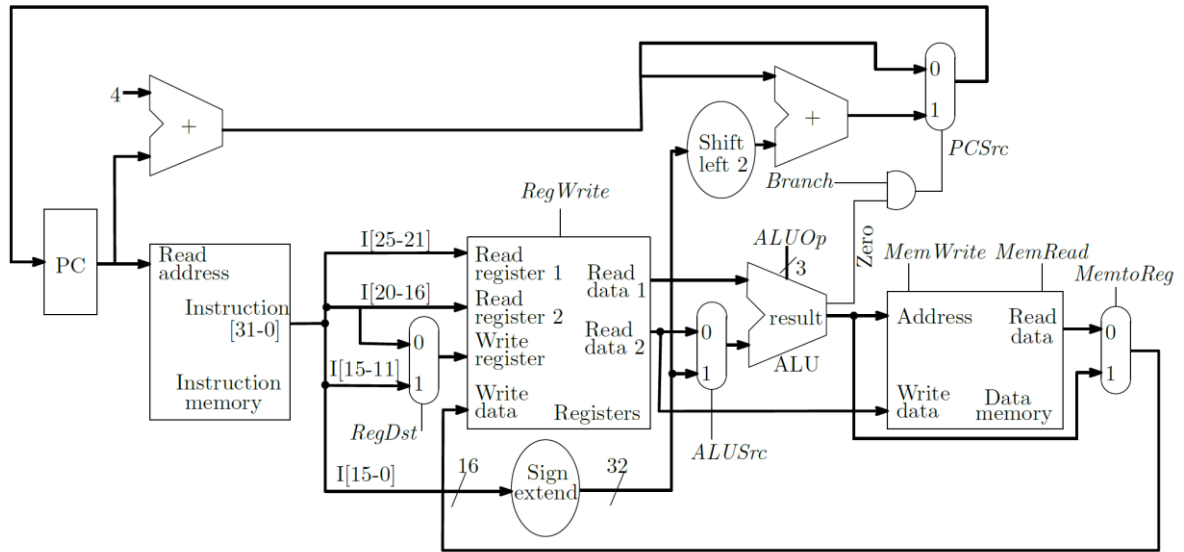 4
+
PC
Read
address
Instruction
[31-0]
Instruction
memory
I[25-21]
I[20-16]
I[15-11]
I[15-0]
0
1
RegDst
16
Sign
extend
32
RegWrite
Read
register 1
Read
register 2
Write
register
Write
data
Read
data 1
Read
data 2
Registers
0
1
ALUSrc
Shift
left 2
+
0
1
PCSrc
Branch
Zero
ALUOp
3
result
ALU
MemWrite
MemRead
MemtoReg
Address
Read
data
Write
data
Data
memory
0
1